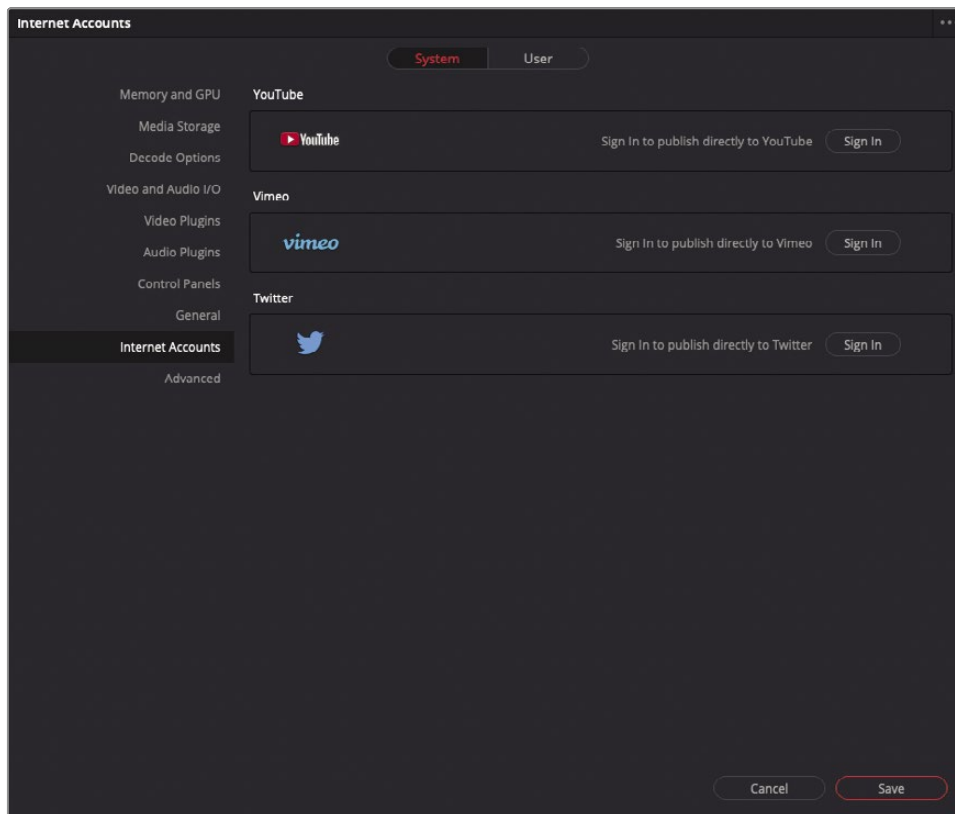 Internet Accounts
System
User
Memory and GPU
Media Storage
Decode Options
Video and Audio I/O
Video Plugins
Audio Plugins
Control Panels
General
Internet Accounts
Advanced
YouTube
YouTube
Sign In to publish directly to YouTube
Sign In
Vimeo
vimeo
Sign In to publish directly to Vimeo
Sign In
Twitter
Sign In to publish directly to Twitter
Sign In
Cancel
Save